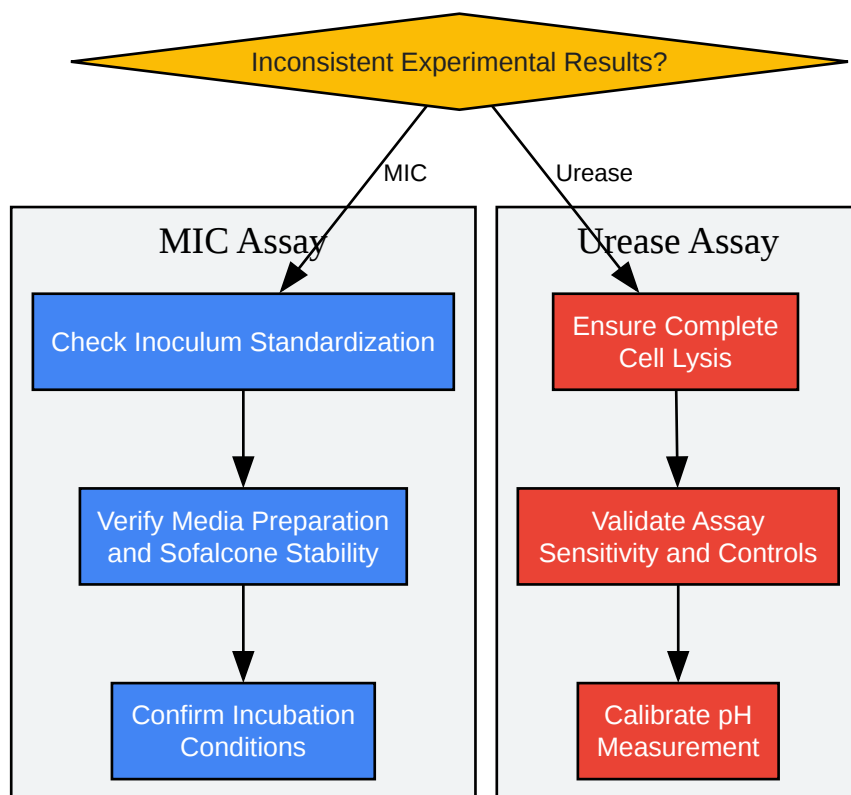 Inconsistent Experimental Results?
MIC
Urease
MIC Assay
Check Inoculum Standardization
Verify Media Preparation
and Sofalcone Stability
Confirm Incubation
Conditions
Urease Assay
Ensure Complete
Cell Lysis
Validate Assay
Sensitivity and Controls
Calibrate pH
Measurement